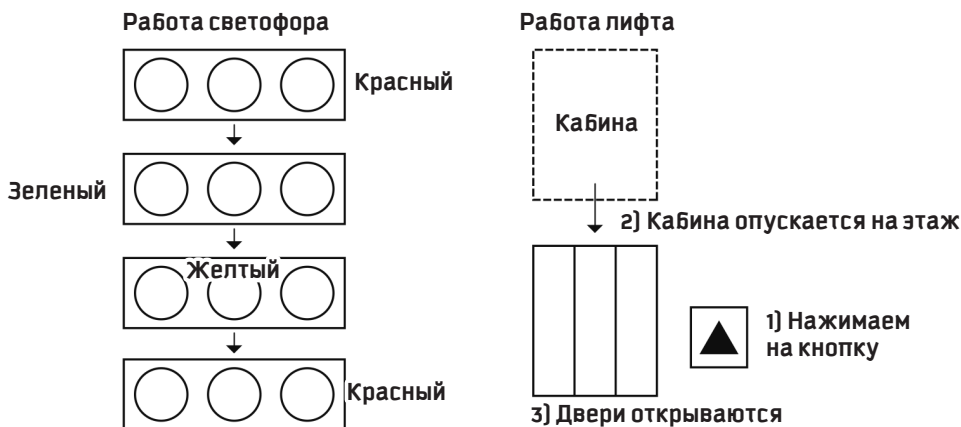 Работа светофора
Красный
Зеленый
Желтый
Красный
Работа лифта
Кабина
2) Кабина опускается на этаж
1) Нажимаем
на кнопку
3) Двери открываются